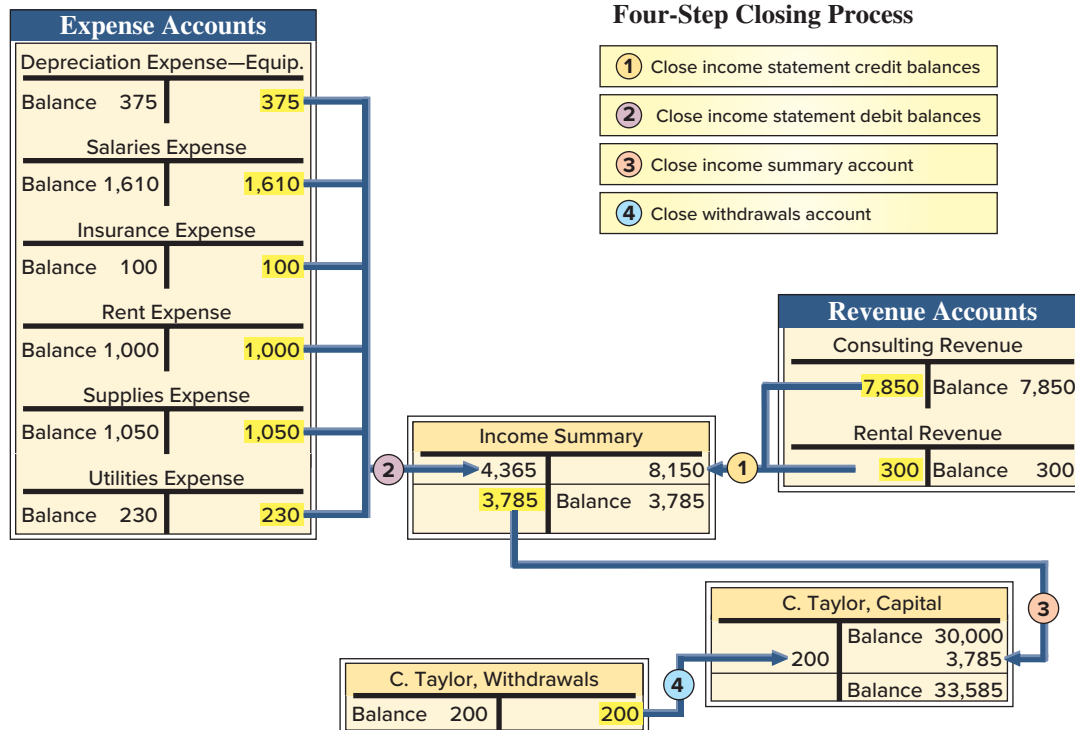 Expense Accounts
Depreciation Expense—Equip.
Balance 375 375
Salaries Expense
Balance 1,610 1,610
Insurance Expense
Balance 100 100
Rent Expense
Balance 1,000 1,000
Supplies Expense
Balance 1,050 1,050
Utilities Expense
Balance 230 230
Four-Step Closing Process
1 Close income statement credit balances
2 Close income statement debit balances
3 Close income summary account
4 Close withdrawals account
Revenue Accounts
Consulting Revenue
7,850 Balance 7,850
Rental Revenue
300 Balance 300
2
Income Summary
4,365 8,150
3,785 Balance 3,785
1
3
C. Taylor, Capital
Balance 30,000
200 3,785
Balance 33,585
4
C. Taylor, Withdrawals
Balance 200 200